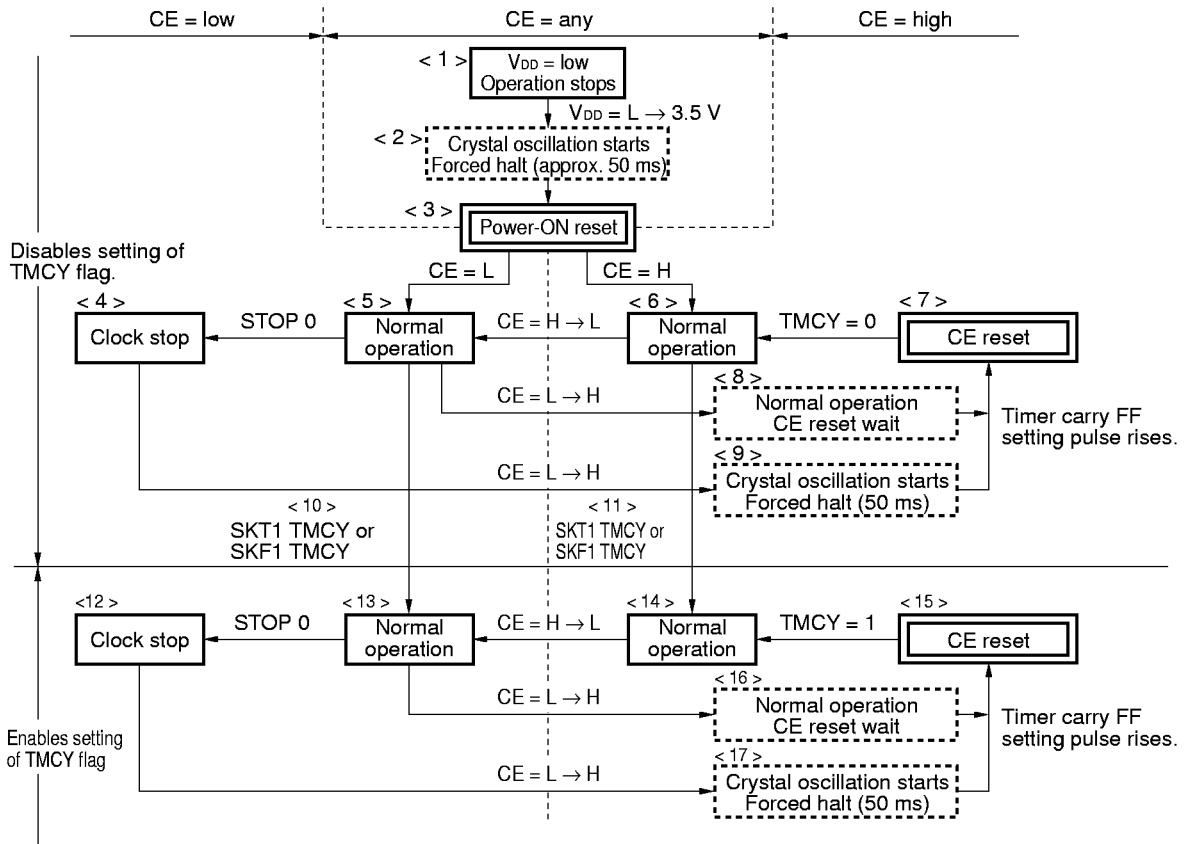 CE = low
CE = any
CE = high
< 1 >
VDD = low
Operation stops
VDD = L → 3.5 V
< 2 >
Crystal oscillation starts
Forced halt (approx. 50 ms)
< 3 >
Power-ON reset
Disables setting of
TMCY flag.
CE = L
CE = H
< 4 >
Clock stop
STOP 0
< 5 >
Normal
operation
CE = H → L
< 6 >
Normal
operation
TMCY = 0
< 7 >
CE reset
CE = L → H
< 8 >
Normal operation
CE reset wait
Timer carry FF
setting pulse rises.
CE = L → H
< 9 >
Crystal oscillation starts
Forced halt (50 ms)
< 10 >
SKT1 TMCY or
SKF1 TMCY
< 11 >
SKT1 TMCY or
SKF1 TMCY
<12 >
Clock stop
STOP 0
< 13 >
Normal
operation
CE = H → L
< 14 >
Normal
operation
TMCY = 1
<15 >
CE reset
CE = L → H
< 16 >
Normal operation
CE reset wait
Timer carry FF
setting pulse rises.
Enables setting
of TMCY flag
CE = L → H
< 17 >
Crystal oscillation starts
Forced halt (50 ms)